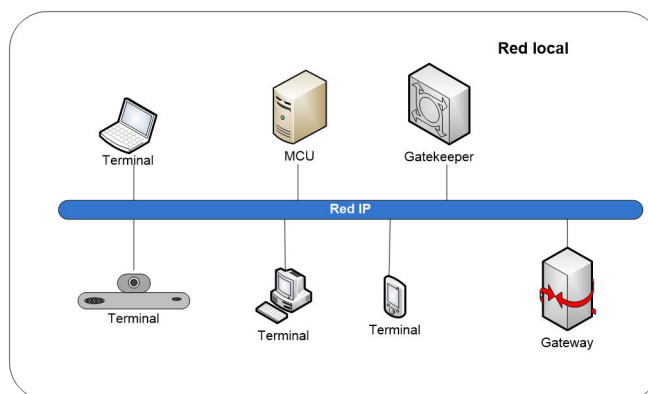 Red local
Terminal
MCU
Gatekeeper
Red IP
Terminal
Terminal
Terminal
Gateway